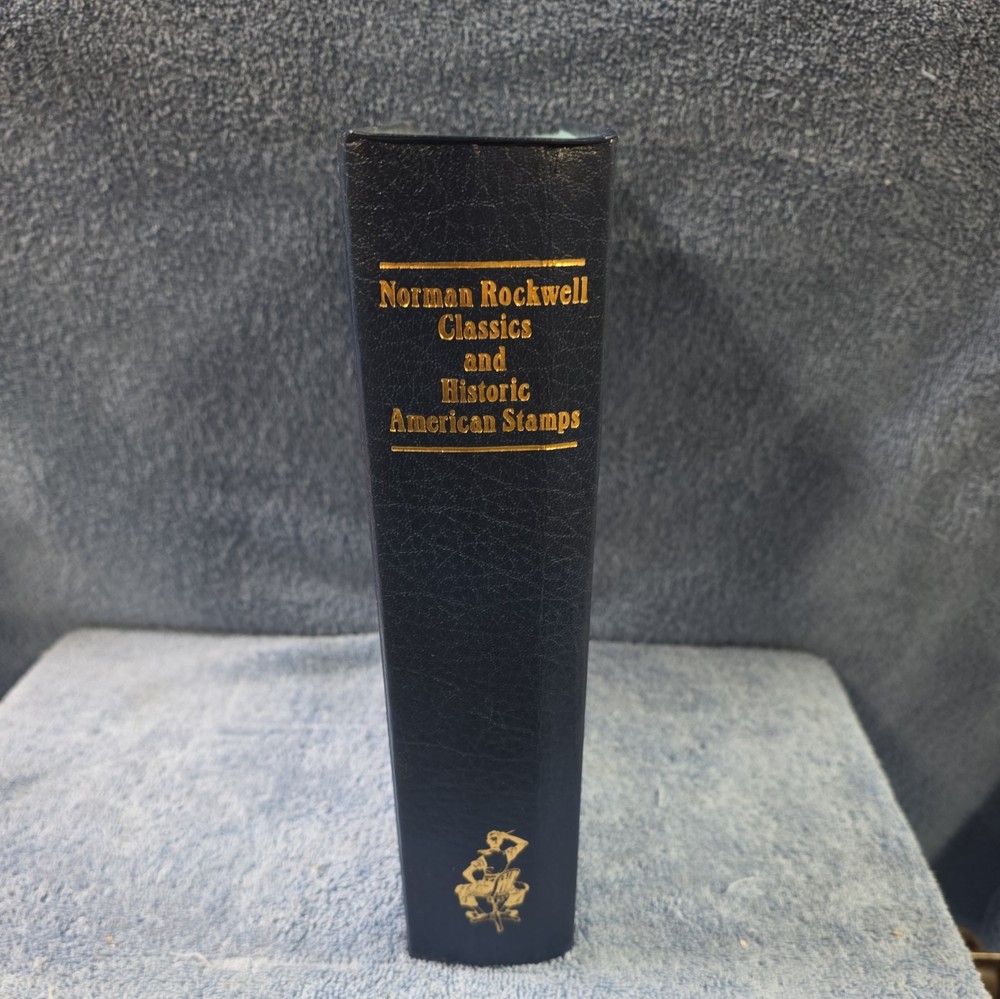 Norman Rockwell
Classics
and
Historic
American Stamps